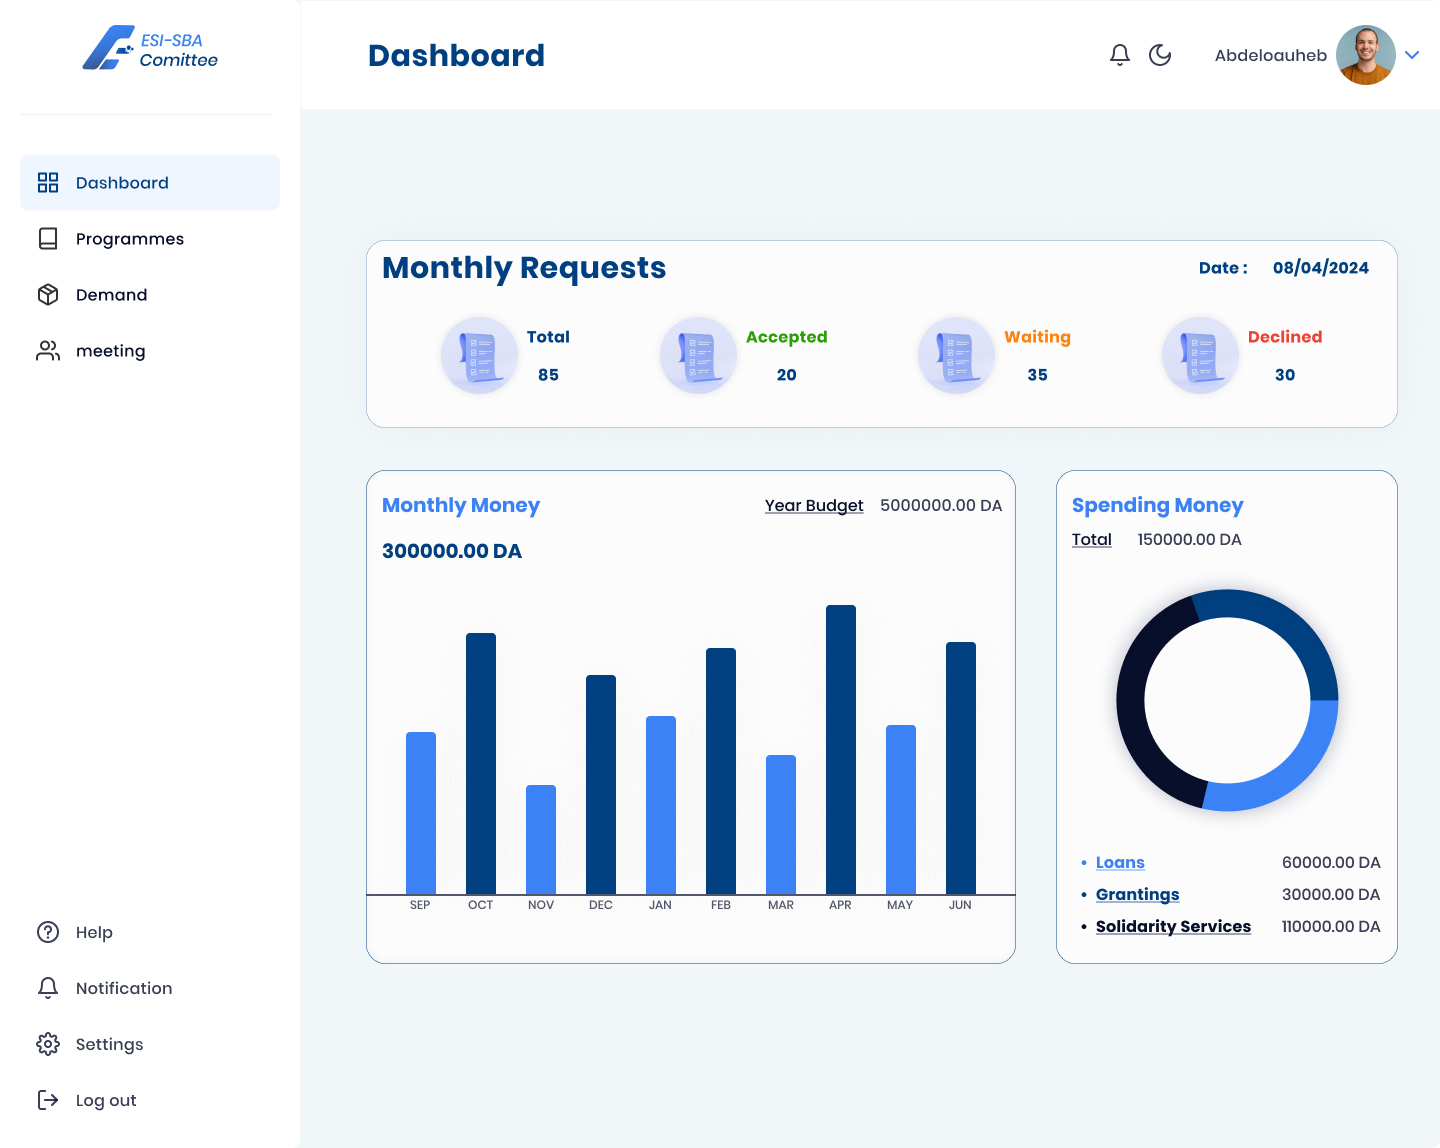 ESI-SBA
Comittee
Dashboard
Abdeloauheb
Dashboard
Programmes
Demand
meeting
Monthly Requests
Date : 08/04/2024
Total
85
Accepted
20
Waiting
35
Declined
30
Monthly Money
Year Budget 5000000.00 DA
300000.00 DA
SEP OCT NOV DEC JAN FEB MAR APR MAY JUN
Spending Money
Total 150000.00 DA
• Loans 60000.00 DA
• Grantings 30000.00 DA
• Solidarity Services 110000.00 DA
Help
Notification
Settings
Log out